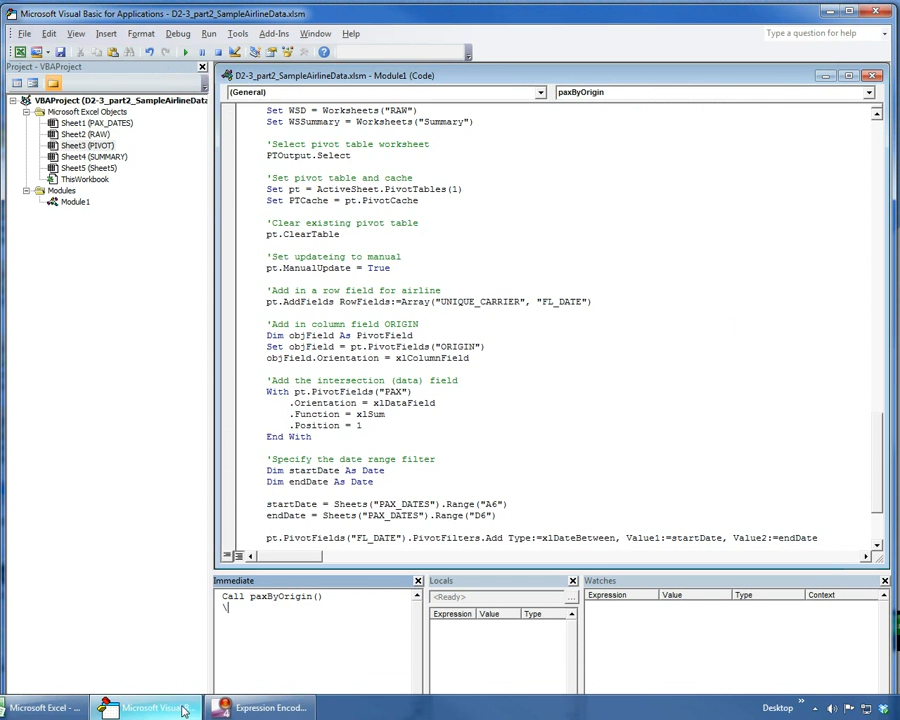 Microsoft Visual Basic for Applications - D2-3_part2_SampleAirlineData.xlsm
File Edit View Insert Format Debug Run Tools Add-Ins Window Help
Type a question for help
Project - VBAProject
VBAProject (D2-3_part2_SampleAirlineData
Microsoft Excel Objects
Sheet1 (PAX_DATES)
Sheet2 (RAW)
Sheet3 (PIVOT)
Sheet4 (SUMMARY)
Sheet5 (Sheet5)
ThisWorkbook
Modules
Module1
D2-3_part2_SampleAirlineData.xlsm - Module1 (Code)
(General) paxByOrigin
Set WSD = Worksheets("RAW")
Set WSSummary = Worksheets("Summary")
'Select pivot table worksheet
PTOutput.Select
'Set pivot table and cache
Set pt = ActiveSheet.PivotTables(1)
Set PTCache = pt.PivotCache
'Clear existing pivot table
pt.ClearTable
'Set updateing to manual
pt.ManualUpdate = True
'Add in a row field for airline
pt.AddFields RowFields:=Array("UNIQUE_CARRIER", "FL_DATE")
'Add in column field ORIGIN
Dim objField As PivotField
Set objField = pt.PivotFields("ORIGIN")
objField.Orientation = xlColumnField
'Add the intersection (data) field
With pt.PivotFields("PAX")
.Orientation = xlDataField
.Function = xlSum
.Position = 1
End With
'Specify the date range filter
Dim startDate As Date
Dim endDate As Date
startDate = Sheets("PAX_DATES").Range("A6")
endDate = Sheets("PAX_DATES").Range("D6")
pt.PivotFields("FL_DATE").PivotFilters.Add Type:=xlDateBetween, Value1:=startDate, Value2:=endDate
Immediate
Call paxByOrigin()
\
Locals
<Ready>
...
Expression Value Type
Watches
Expression Value Type Context
Microsoft Excel - ... Microsoft Visual Expression Encod... Desktop